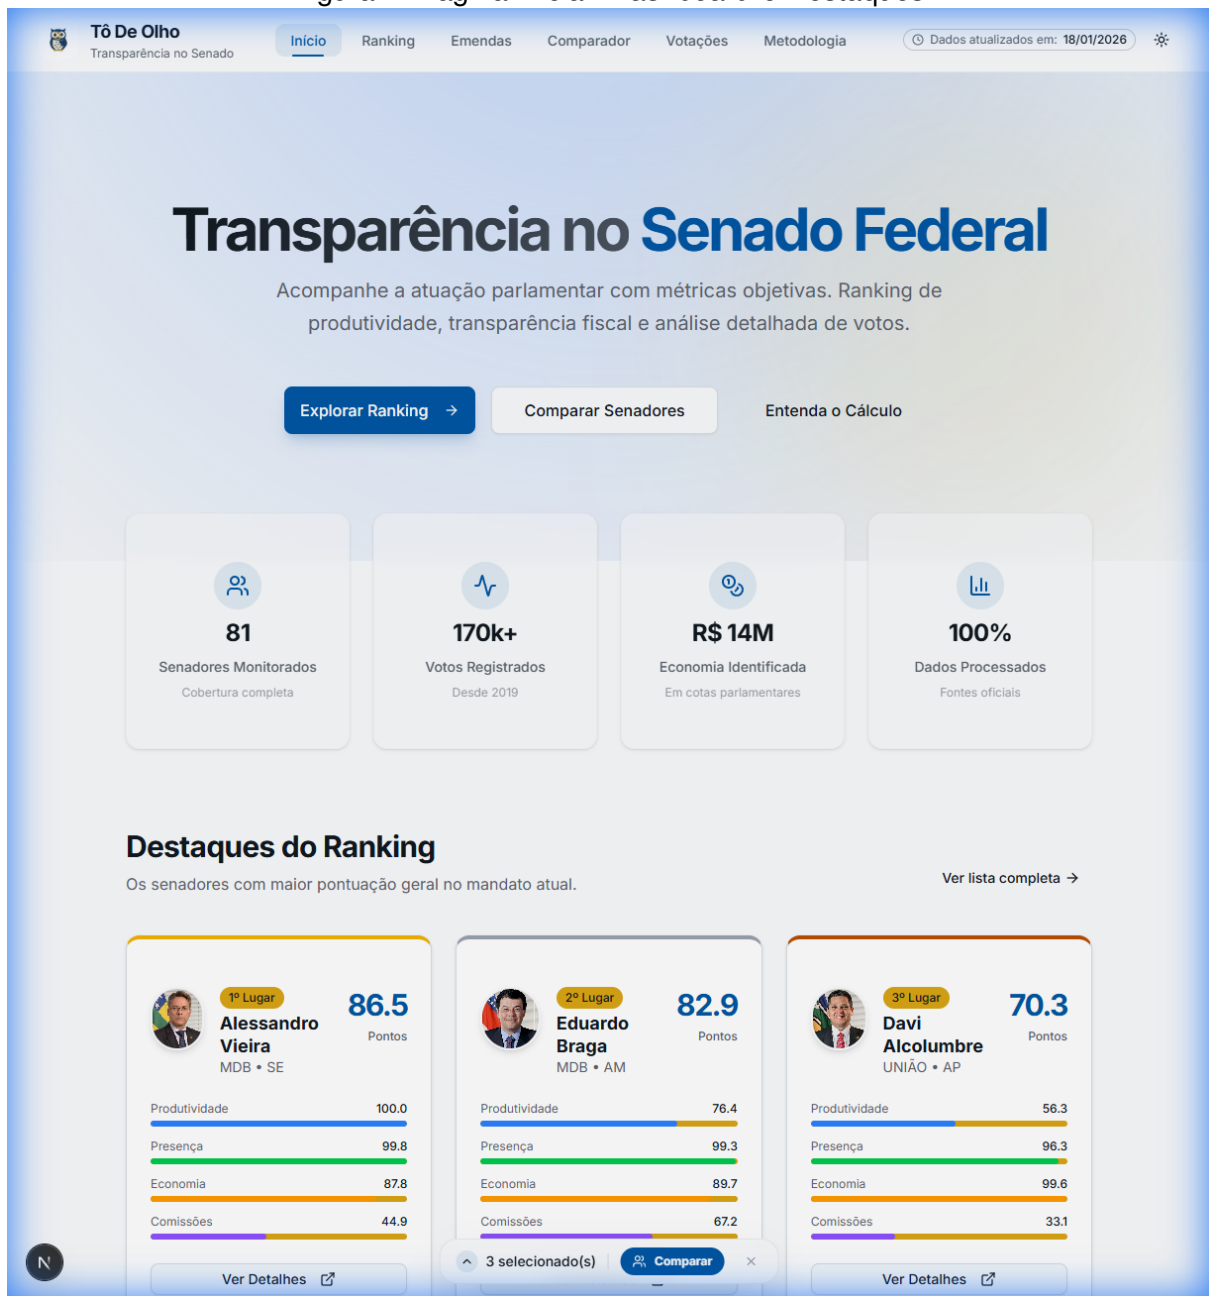 Tô De Olho
Transparência no Senado
Início
Ranking
Emendas
Comparador
Votações
Metodologia
Dados atualizados em: 18/01/2026
Transparência no Senado Federal
Acompanhe a atuação parlamentar com métricas objetivas. Ranking de
produtividade, transparência fiscal e análise detalhada de votos.
Explorar Ranking →
Comparar Senadores
Entenda o Cálculo
81
Senadores Monitorados
Cobertura completa
170k+
Votos Registrados
Desde 2019
R$ 14M
Economia Identificada
Em cotas parlamentares
100%
Dados Processados
Fontes oficiais
Destaques do Ranking
Os senadores com maior pontuação geral no mandato atual.
Ver lista completa →
1º Lugar
Alessandro
Vieira
MDB • SE
86.5
Pontos
Produtividade 100.0
Presença 99.8
Economia 87.8
Comissões 44.9
Ver Detalhes
2º Lugar
Eduardo
Braga
MDB • AM
82.9
Pontos
Produtividade 76.4
Presença 99.3
Economia 89.7
Comissões 67.2
3º Lugar
Davi
Alcolumbre
UNIÃO • AP
70.3
Pontos
Produtividade 56.3
Presença 96.3
Economia 99.6
Comissões 33.1
Ver Detalhes
3 selecionado(s)
Comparar
N